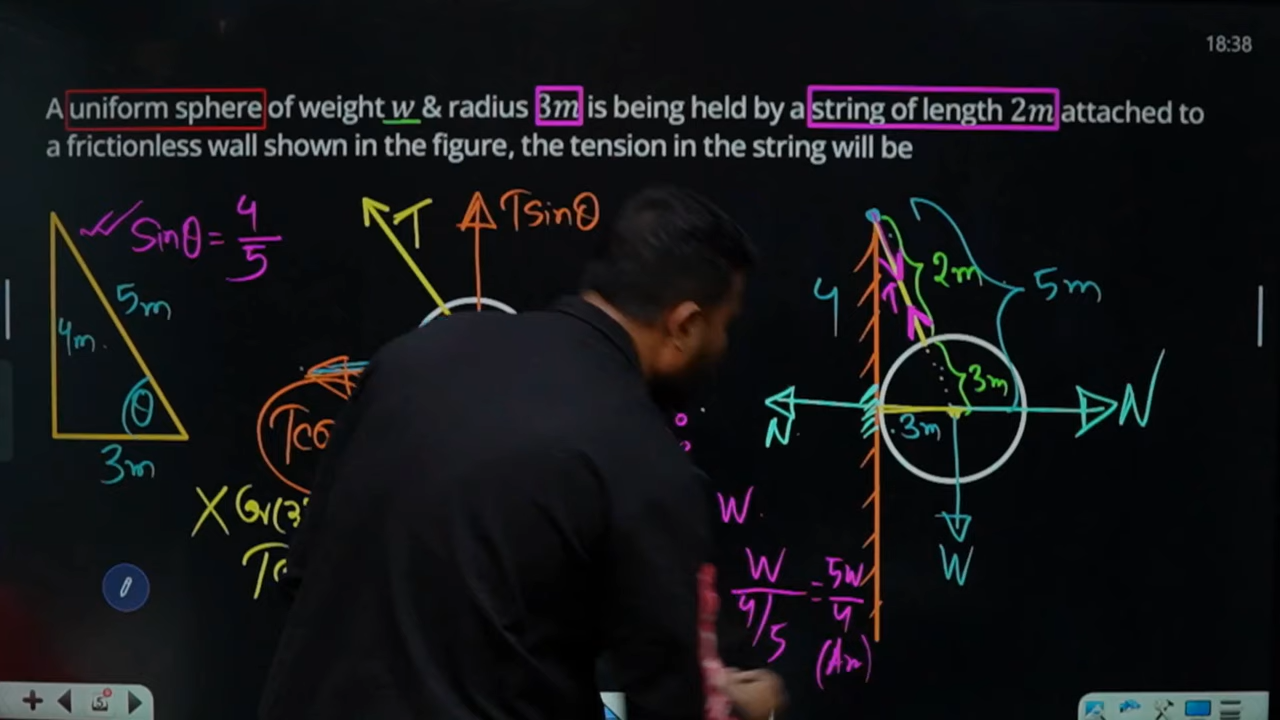 18:38
A uniform sphere of weight w & radius 3m is being held by a string of length 2m attached to
a frictionless wall shown in the figure, the tension in the string will be
Sinθ = 4/5
5m
4m
θ
3m
T
TSinθ
2m
5m
4
T
3m
N
N
3m
W
W
W/4/5 = 5W/4
(Ans)